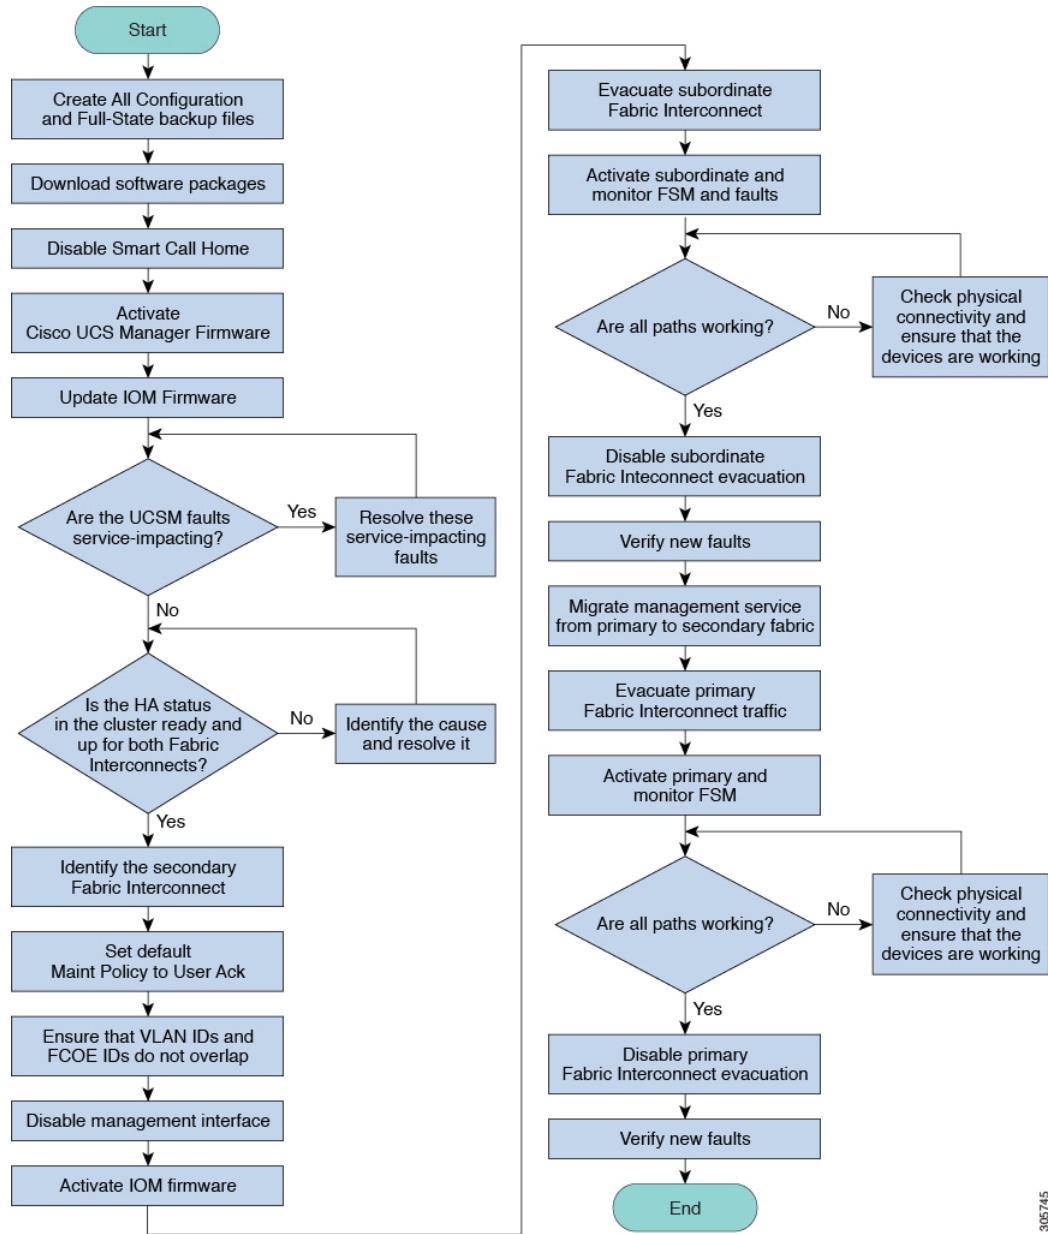 Start
Create All Configuration
and Full-State backup files
Download software packages
Disable Smart Call Home
Activate
Cisco UCS Manager Firmware
Update IOM Firmware
Are the UCSM faults
service-impacting?
Yes
Resolve these
service-impacting
faults
No
Is the HA status
in the cluster ready and
up for both Fabric
Interconnects?
No
Identify the cause
and resolve it
Yes
Identify the secondary
Fabric Interconnect
Set default
Maint Policy to User Ack
Ensure that VLAN IDs and
FCOE IDs do not overlap
Disable management interface
Activate IOM firmware
Evacuate subordinate
Fabric Interconnect
Activate subordinate and
monitor FSM and faults
Are all paths working?
No
Check physical
connectivity and
ensure that the
devices are working
Yes
Disable subordinate
Fabric Inteconnect evacuation
Verify new faults
Migrate management service
from primary to secondary fabric
Evacuate primary
Fabric Interconnect traffic
Activate primary and
monitor FSM
Are all paths working?
No
Check physical
connectivity and
ensure that the
devices are working
Yes
Disable primary
Fabric Interconnect evacuation
Verify new faults
End
305745